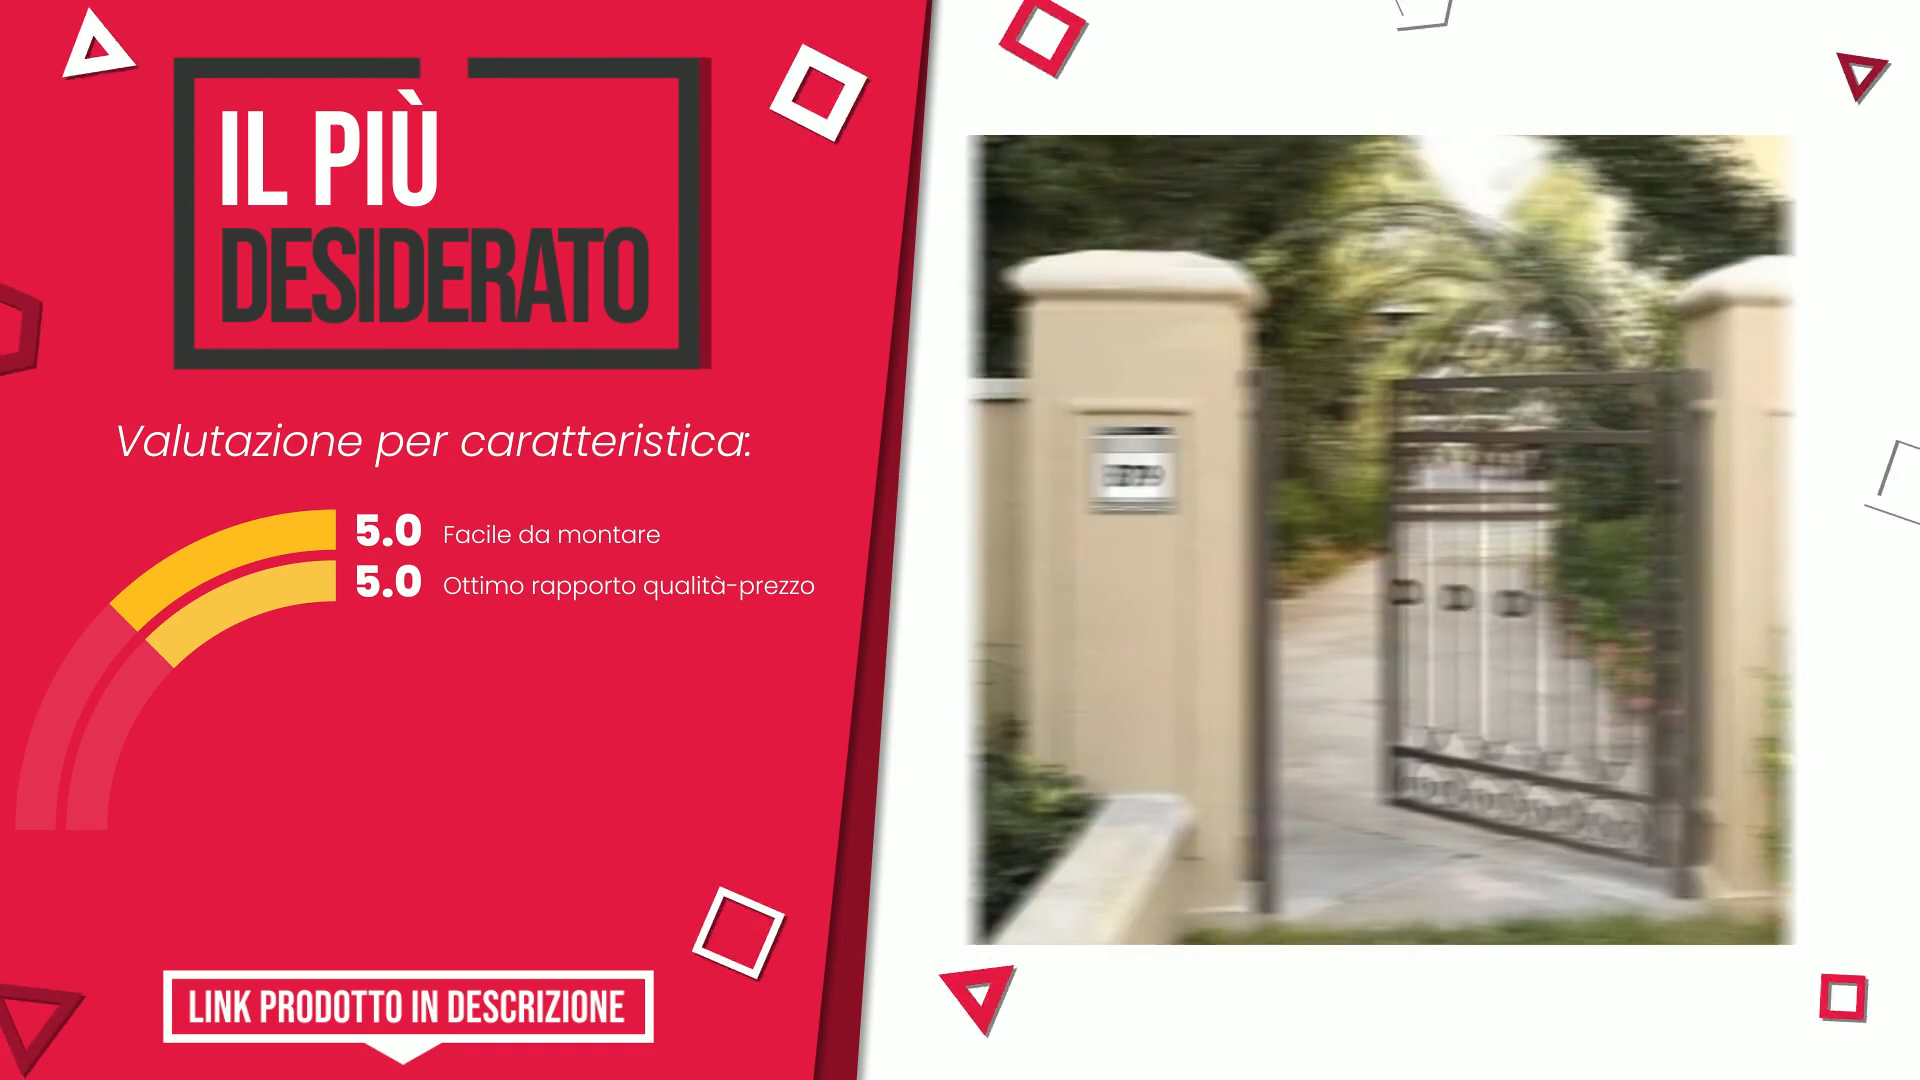 IL PIÙ
DESIDERATO
Valutazione per caratteristica:
5.0 Facile da montare
5.0 Ottimo rapporto qualità-prezzo
LINK PRODOTTO IN DESCRIZIONE